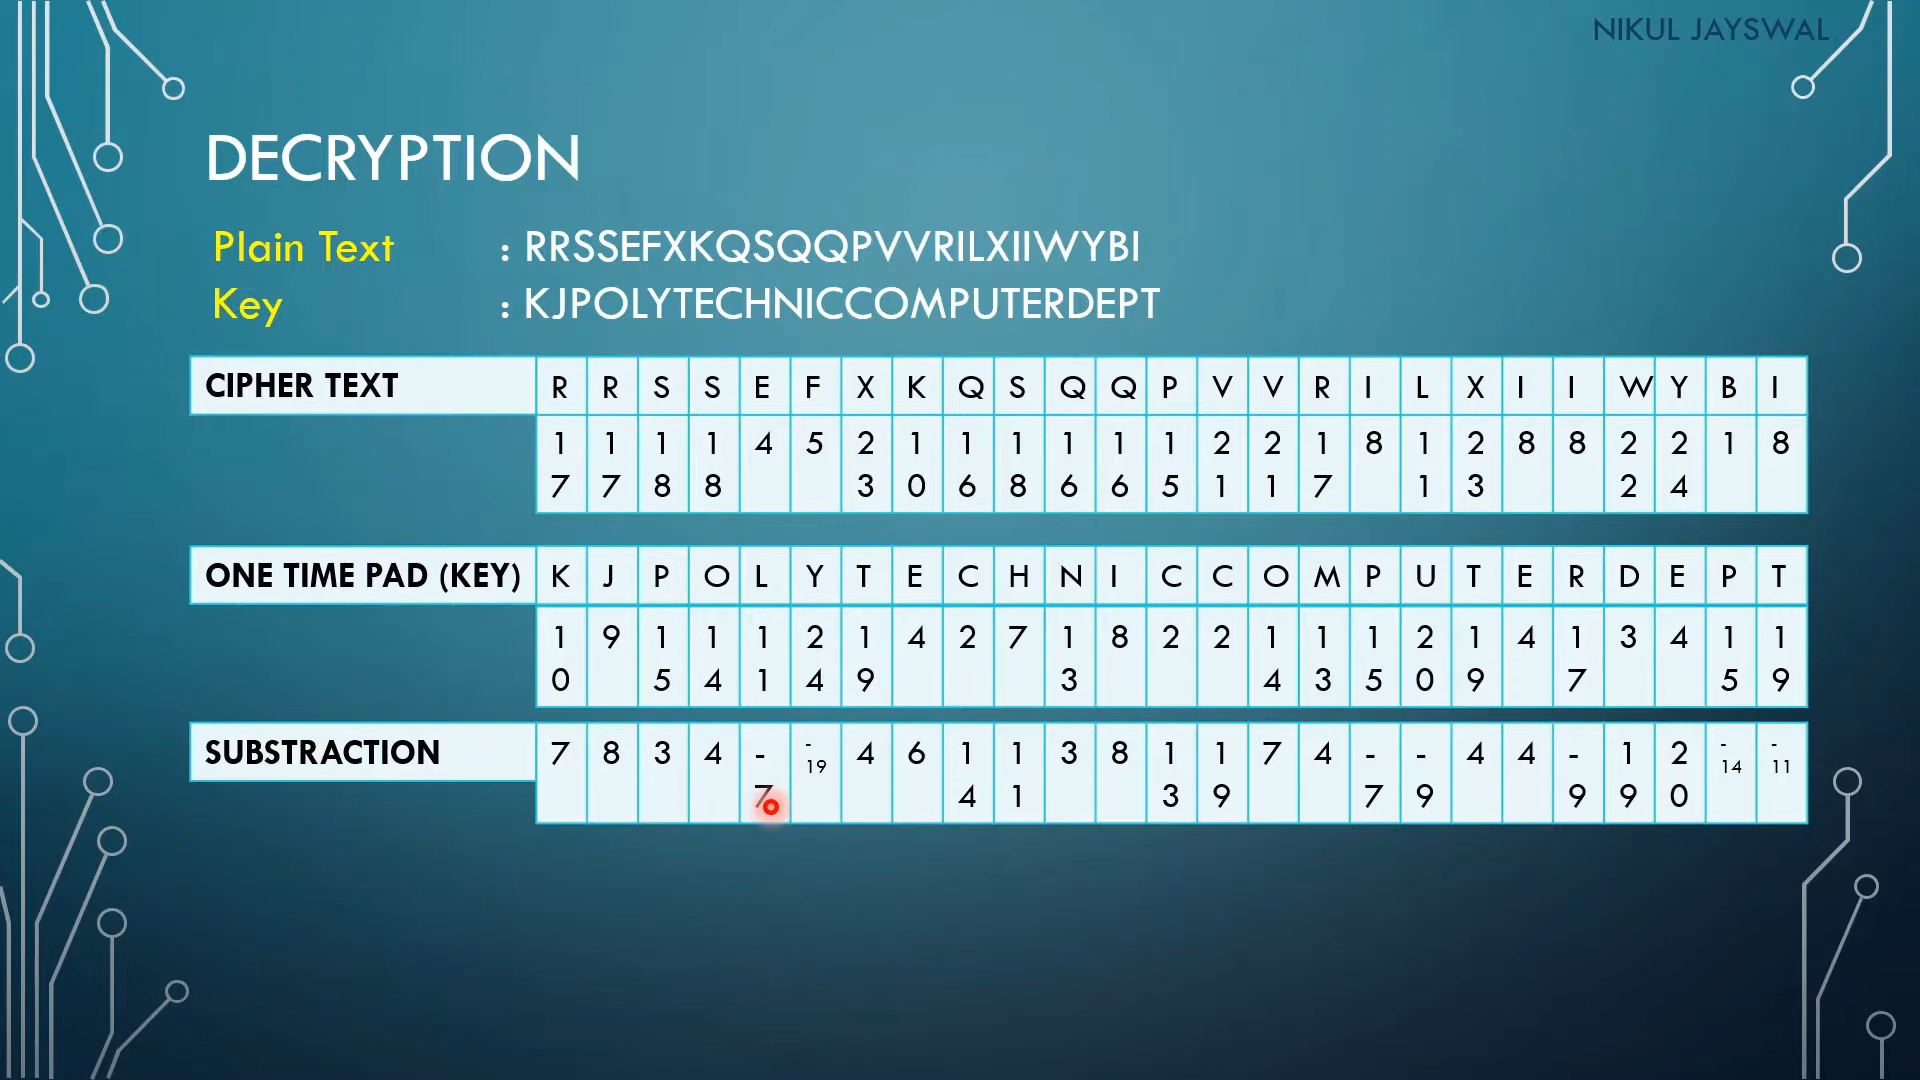 NIKUL JAYSWAL
DECRYPTION
Plain Text : RRSSEFXKQSQQPVVRILXIIWYBI
Key : KJPOLYTECHNICCOMPUTERDEPT
CIPHER TEXT R R S S E F X K Q S Q Q P V V R I L X I I W Y B I
17 17 18 18 4 5 23 10 16 18 16 16 15 21 21 17 8 11 23 8 8 22 24 1 8
ONE TIME PAD (KEY) K J P O L Y T E C H N I C C O M P U T E R D E P T
10 9 15 14 11 24 19 4 2 7 13 8 2 2 14 13 15 20 19 4 17 3 4 15 19
SUBSTRACTION 7 8 3 4 -7 -19 4 6 14 11 3 8 13 19 7 4 -7 -9 4 4 -9 19 20 -14 -11